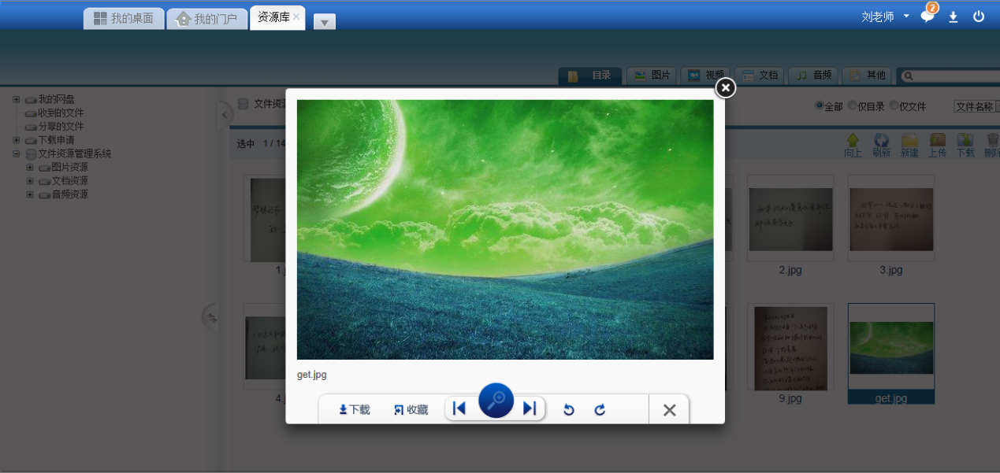 我的桌面
我的门户
资源库
刘老师
2
目录
图片
视频
文档
音频
其他
我的网盘
收到的文件
分享的文件
下载申请
文件资源管理系统
图片资源
文档资源
音频资源
文件资
全部 仅目录 仅文件
文件名称
选中 1 / 14
向上 刷新 新建 上传 下载 删除
1.j
2.jpg
3.jpg
4.
9.jpg
get.jpg
get.jpg
下载 收藏